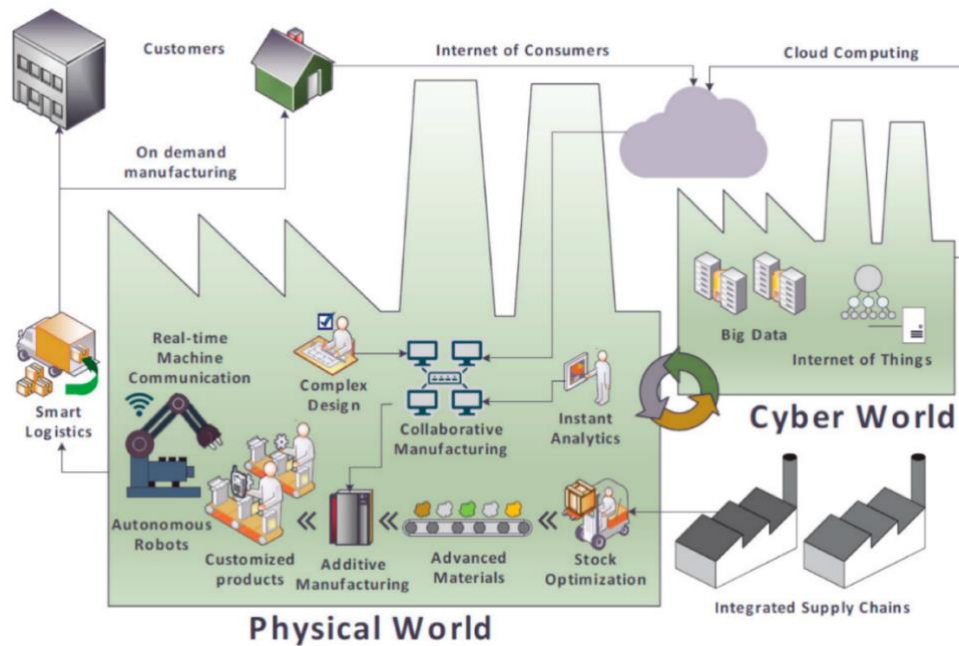 Customers
Internet of Consumers
Cloud Computing
On demand
manufacturing
Big Data
Internet of Things
Cyber World
Real-time
Machine
Communication
Smart
Logistics
Complex
Design
Collaborative
Manufacturing
Instant
Analytics
Autonomous
Robots
Customized
products
Additive
Manufacturing
Advanced
Materials
Stock
Optimization
Integrated Supply Chains
Physical World